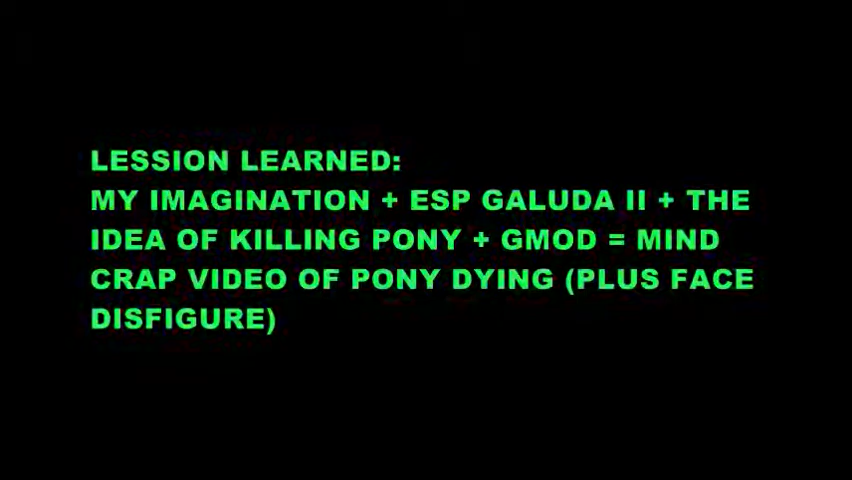 LESSION LEARNED:
MY IMAGINATION + ESP GALUDA II + THE
IDEA OF KILLING PONY + GMOD = MIND
CRAP VIDEO OF PONY DYING (PLUS FACE
DISFIGURE)